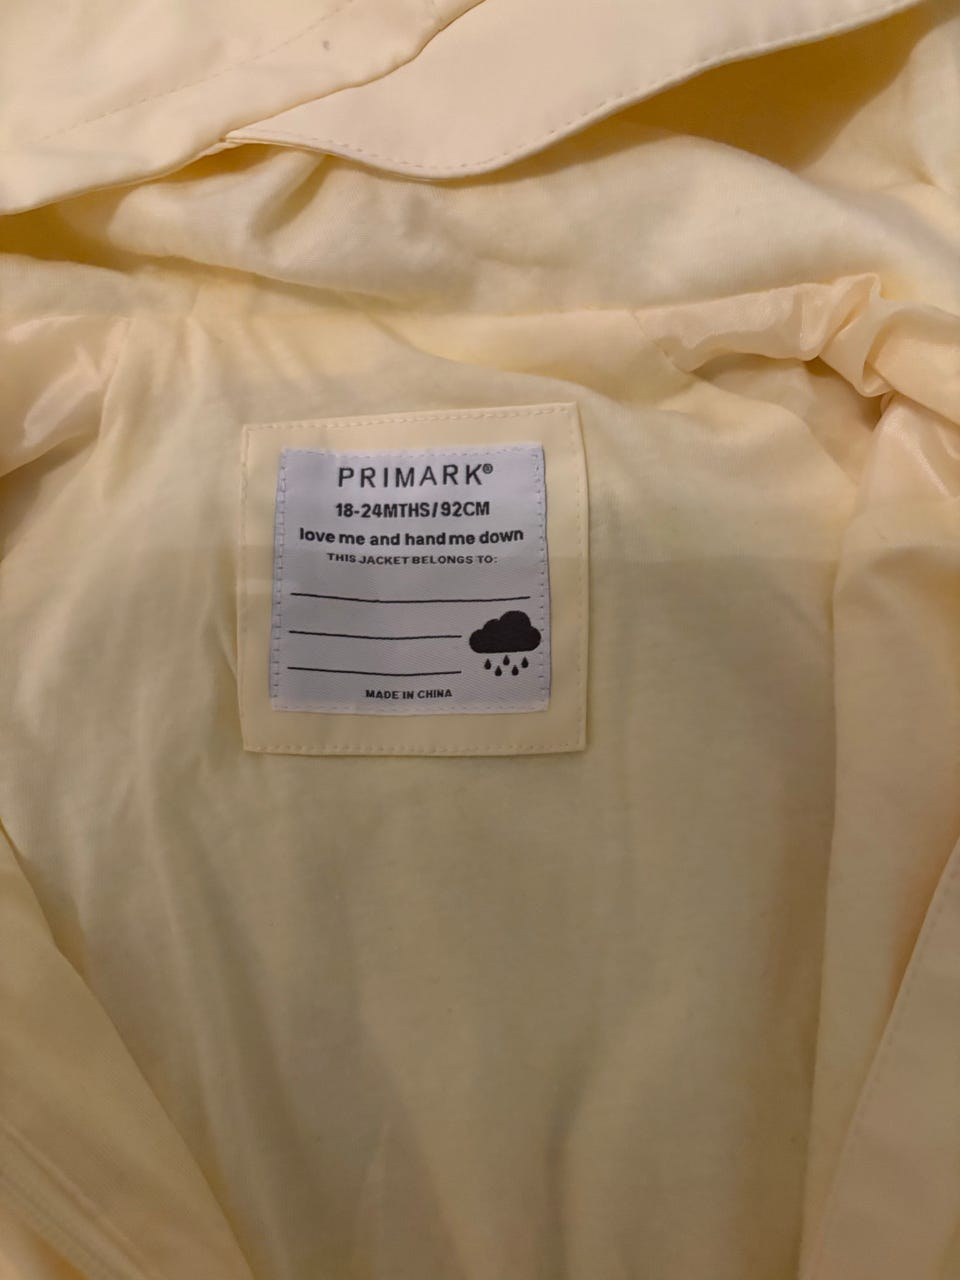 PRIMARK®
18-24MTHS/92CM
love me and hand me down
THIS JACKET BELONGS TO:
MADE IN CHINA